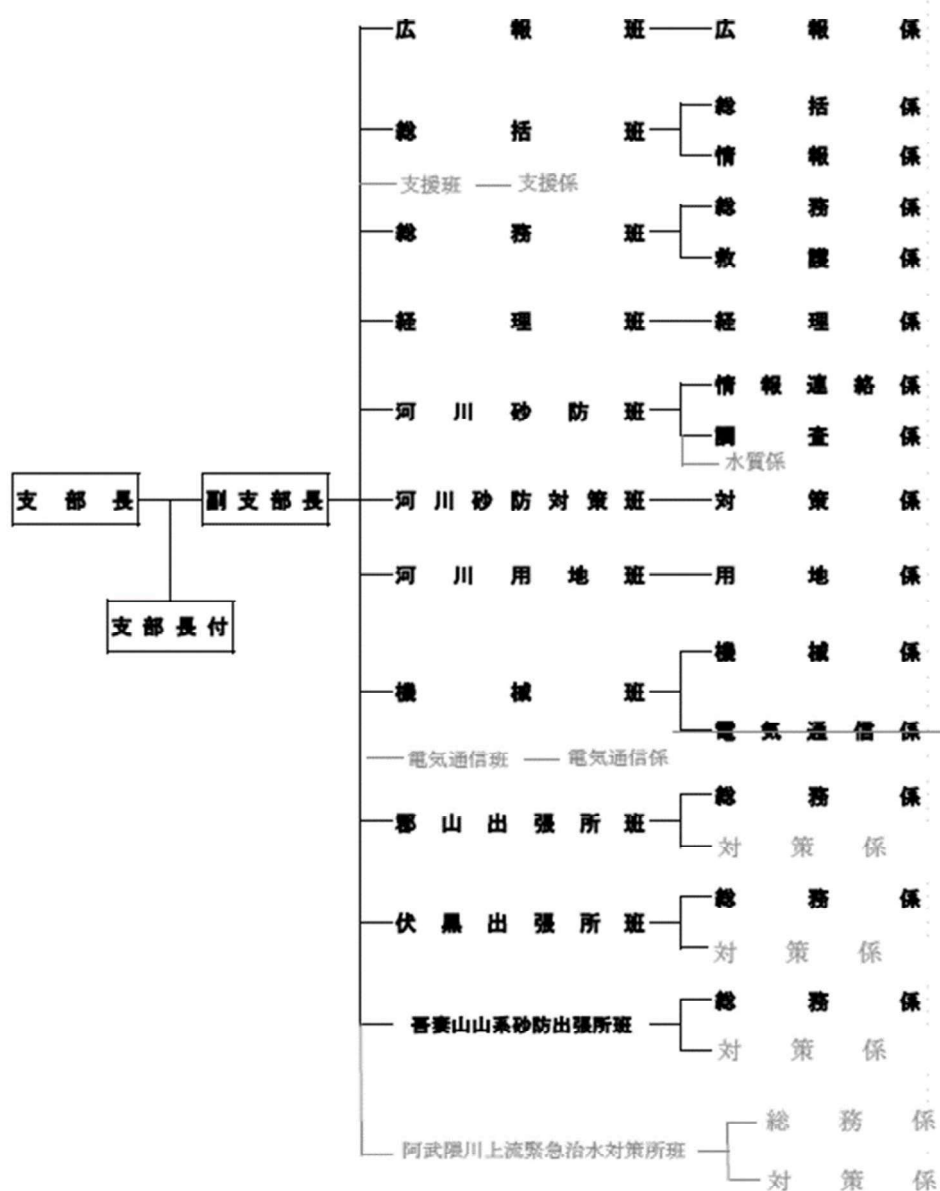 広報班 広報係
総括係
総括班
情報係
支援班 支援係
総務係
総務班
救護係
経理班 経理係
情報連絡係
河川砂防班
調査係
水質係
支部長 副支部長 河川砂防対策班 対策係
河川用地班 用地係
支部長付
機械係
機械班
電気通信係
電気通信班 電気通信係
総務係
郡山出張所班
対策係
総務係
伏黒出張所班
対策係
総務係
吾妻山山系砂防出張所班
対策係
総務係
阿武隈川上流緊急治水対策所班
対策係